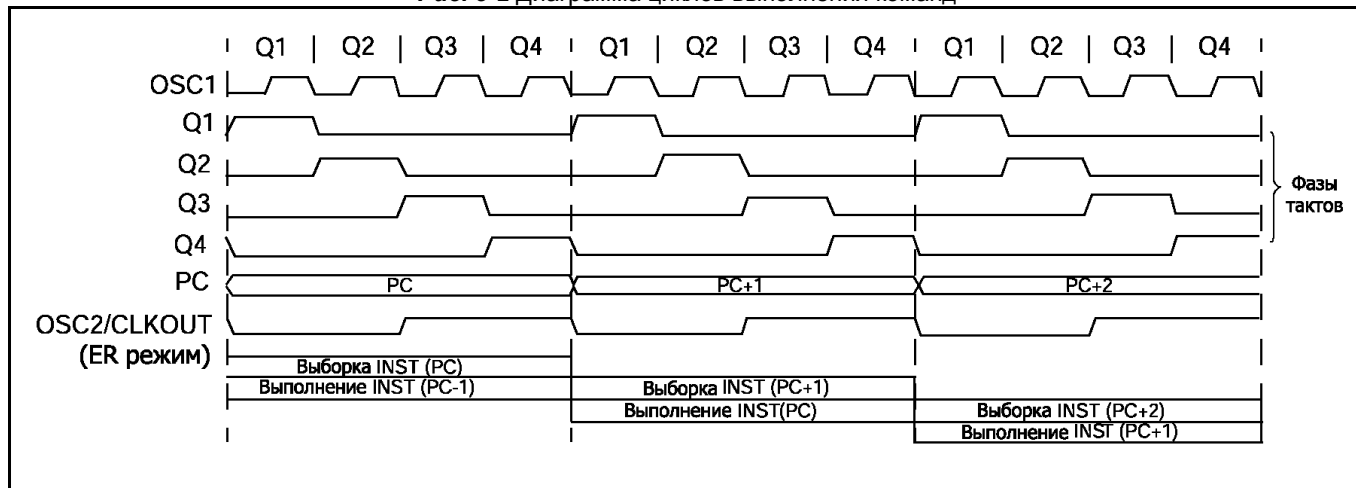 Q1 | Q2 | Q3 | Q4 | Q1 | Q2 | Q3 | Q4 | Q1 | Q2 | Q3 | Q4
OSC1
Q1
Q2
Q3
Q4
Фазы
тактов
PC
PC
PC+1
PC+2
OSC2/CLKOUT
(ER режим)
Выборка INST (PC)
Выполнение INST (PC-1)
Выборка INST (PC+1)
Выполнение INST(PC)
Выборка INST (PC+2)
Выполнение INST (PC+1)